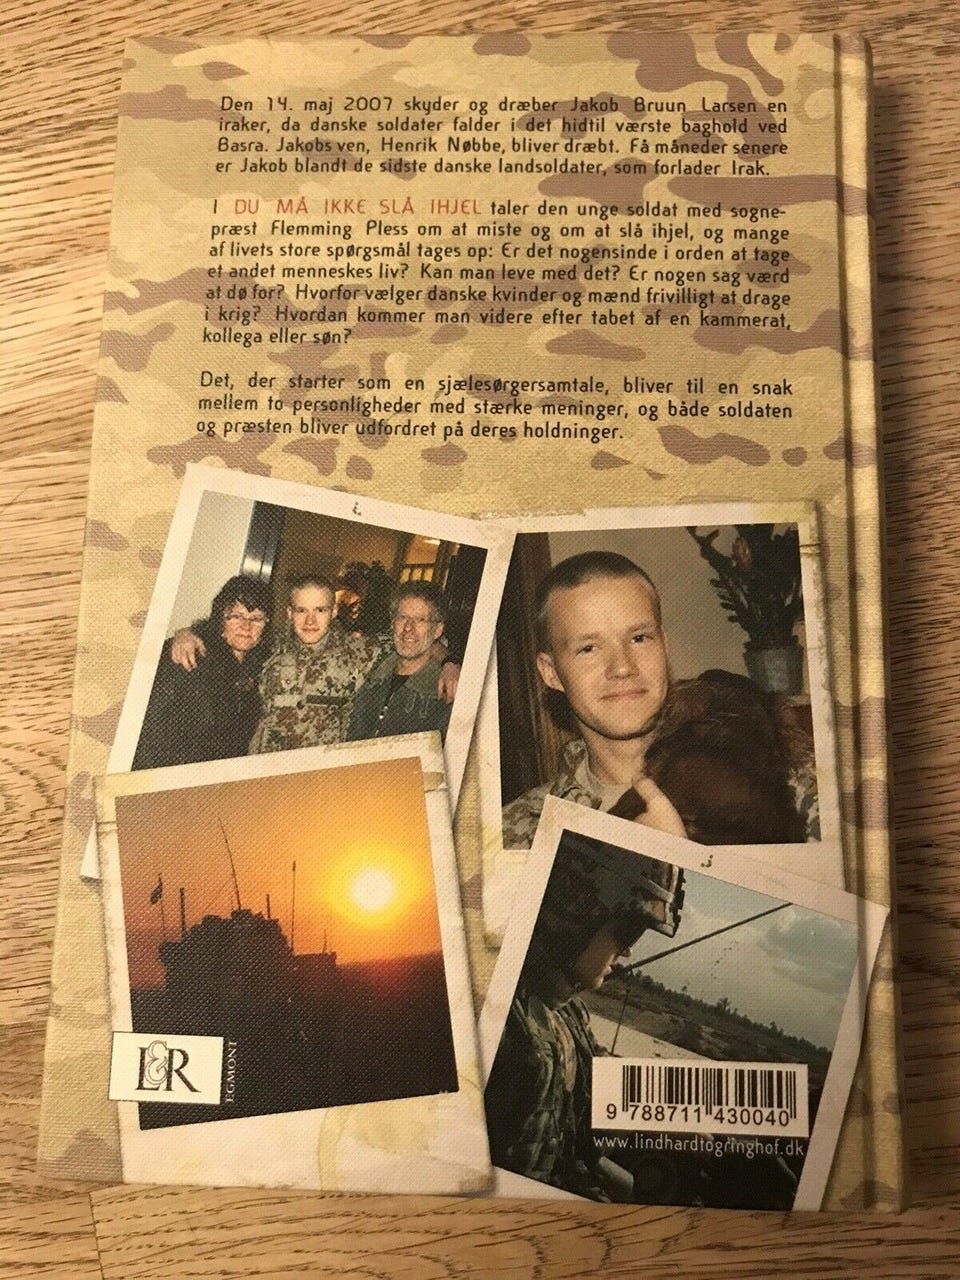 Den 14. maj 2007 skyder og dræber Jakob Bruun Larsen en
iraker, da danske soldater falder i det hidtil værste baghold ved
Basra. Jakobs ven, Henrik Nøbbe, bliver dræbt. Få måneder senere
er Jakob blandt de sidste danske landsoldater, som forlader Irak.
I DU MÅ IKKE SLÅ IHJEL taler den unge soldat med sogne-
præst Flemming Pless om at miste og om at slå ihjel, og mange
af livets store spørgsmål tages op: Er det nogensinde i orden at tage
et andet menneskes liv? Kan man leve med det? Er nogen sag værd
at dø for? Hvorfor vælger danske kvinder og mænd frivilligt at drage
i krig? Hvordan kommer man videre efter tabet af en kammerat,
kollega eller søn?
Det, der starter som en sjælesørgersamtale, bliver til en snak
mellem to personligheder med stærke meninger, og både soldaten
og præsten bliver udfordret på deres holdninger.
L&R
EGMONT
9 788711 430040
www.lindhardtogringhof.dk